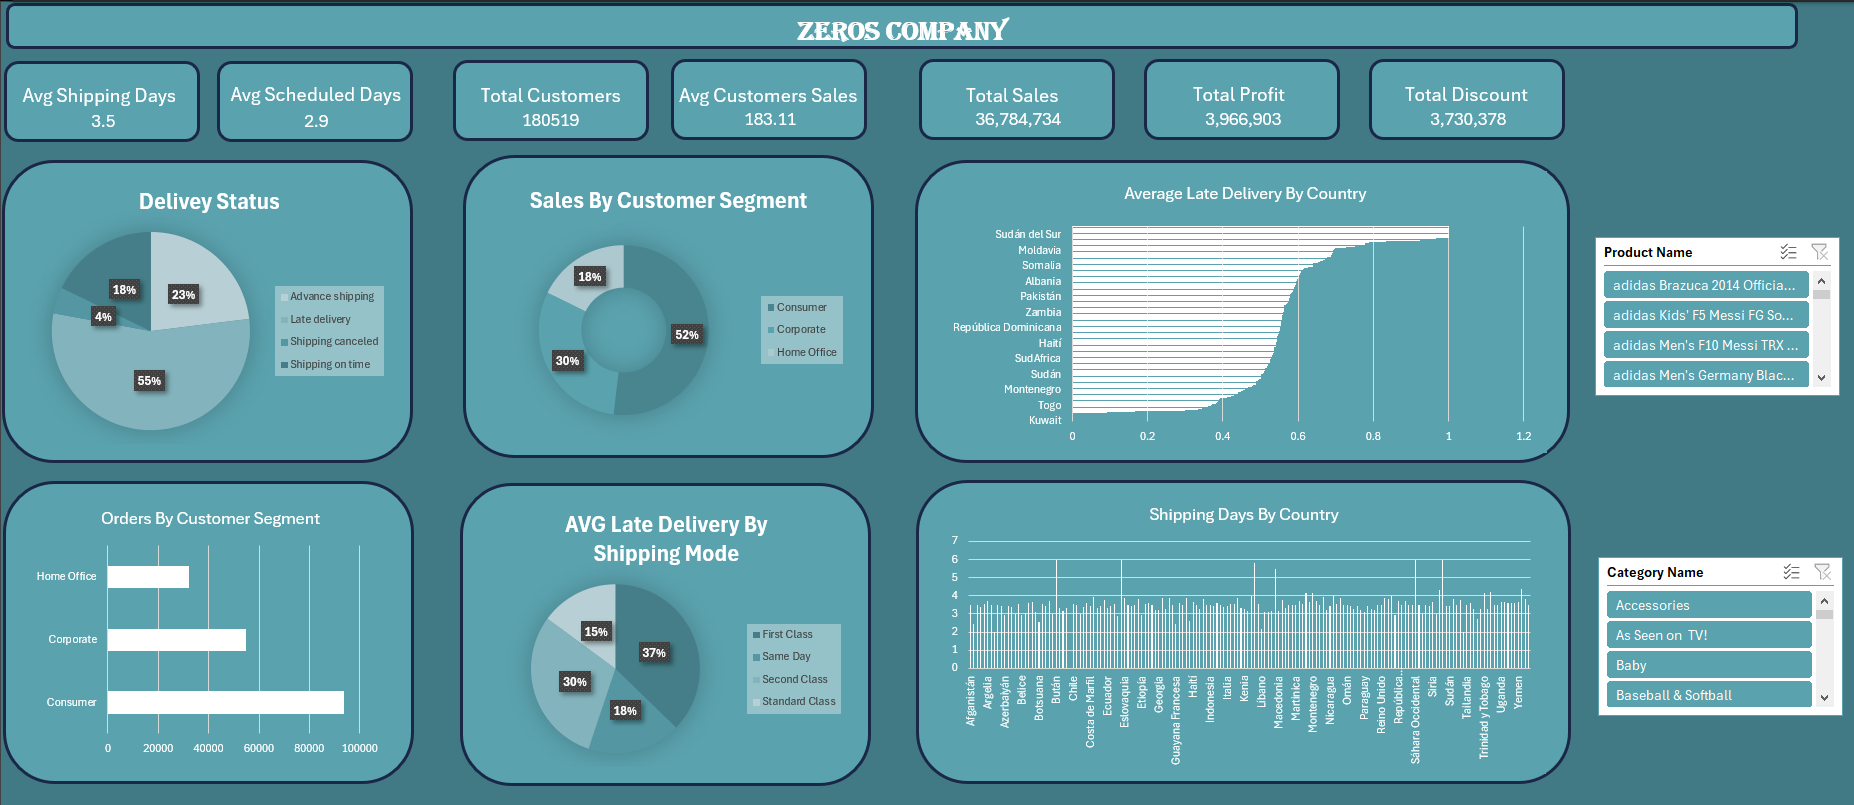 ZEROS COMPANY
Avg Shipping Days
3.5
Avg Scheduled Days
2.9
Total Customers
180519
Avg Customers Sales
183.11
Total Sales
36,784,734
Total Profit
3,966,903
Total Discount
3,730,378
Delivey Status
18%
23%
4%
55%
Advance shipping
Late delivery
Shipping canceled
Shipping on time
Sales By Customer Segment
18%
52%
30%
Consumer
Corporate
Home Office
Average Late Delivery By Country
Sudán del Sur
Moldavia
Somalia
Albania
Pakistán
Zambia
República Dominicana
Haití
SudAfrica
Sudán
Montenegro
Togo
Kuwait
0 0.2 0.4 0.6 0.8 1 1.2
Product Name
adidas Brazuca 2014 Officia...
adidas Kids' F5 Messi FG So...
adidas Men's F10 Messi TRX ...
adidas Men's Germany Blac...
Orders By Customer Segment
Home Office
Corporate
Consumer
0 20000 40000 60000 80000 100000
AVG Late Delivery By
Shipping Mode
15%
37%
30%
18%
First Class
Same Day
Second Class
Standard Class
Shipping Days By Country
7
6
5
4
3
2
1
0
Afganistán
Argelia
Azerbaiyán
Belice
Botsuana
Bután
Chile
Costa de Marfil
Ecuador
Eslovaquia
Etiopía
Georgia
Guayana Francesa
Haití
Indonesia
Italia
Kenia
Líbano
Macedonia
Martinica
Montenegro
Nicaragua
Omán
Paraguay
Reino Unido
República...
Sáhara Occidental
Siria
Sudán
Tailandia
Trinidad y Tobago
Uganda
Yemen
Category Name
Accessories
As Seen on  TV!
Baby
Baseball & Softball